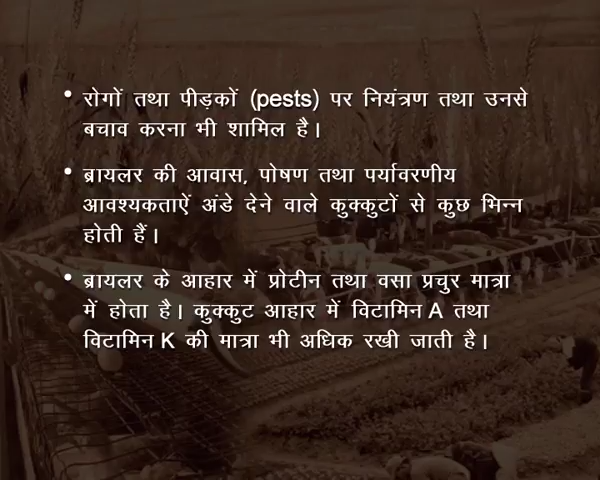 • रोगों तथा पीड़कों (pests) पर नियंत्रण तथा उनसे
बचाव करना भी शामिल है।
• ब्रायलर की आवास, पोषण तथा पर्यावरणीय
आवश्यकताऐं अंडे देने वाले कुक्कुटों से कुछ भिन्न
होती हैं।
• ब्रायलर के आहार में प्रोटीन तथा वसा प्रचुर मात्रा
में होता है। कुक्कुट आहार में विटामिन A तथा
विटामिन K की मात्रा भी अधिक रखी जाती है।